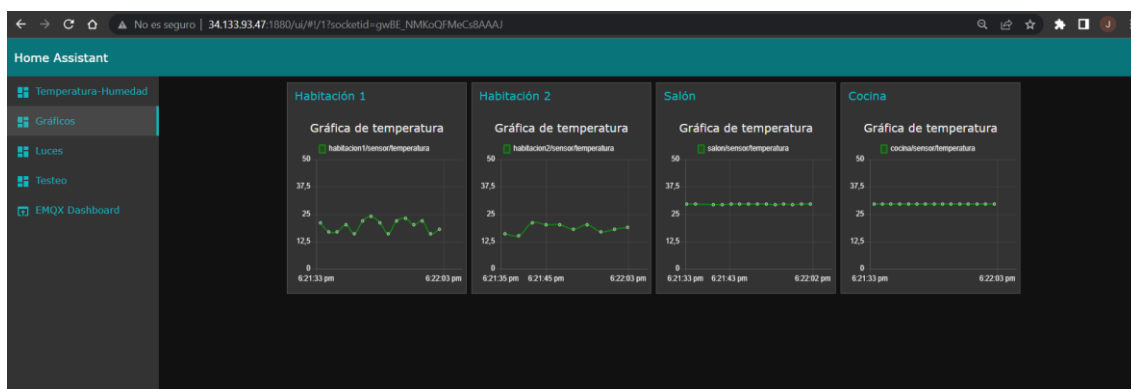 No es seguro | 34.133.93.47:1880/ui/#!/1?socketid=gwBE_NMKoQFMeCs8AAAJ
J
Home Assistant
Temperatura-Humedad
Gráficos
Luces
Testeo
EMQX Dashboard
Habitación 1
Gráfica de temperatura
habitacion1/sensor/temperatura
50
37,5
25
12,5
0
6:21:33 pm 6:22:03 pm
Habitación 2
Gráfica de temperatura
habitacion2/sensor/temperatura
50
37,5
25
12,5
0
6:21:35 pm 6:21:45 pm 6:22:03 pm
Salón
Gráfica de temperatura
salon/sensor/temperatura
50
37,5
25
12,5
0
6:21:33 pm 6:21:43 pm 6:22:02 pm
Cocina
Gráfica de temperatura
cocina/sensor/temperatura
50
37,5
25
12,5
0
6:21:33 pm 6:22:03 pm